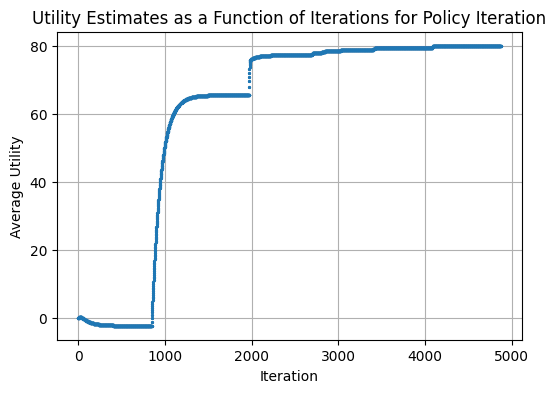 Utility Estimates as a Function of Iterations for Policy Iteration
80
60
40
20
0
Average Utility
0 1000 2000 3000 4000 5000
Iteration